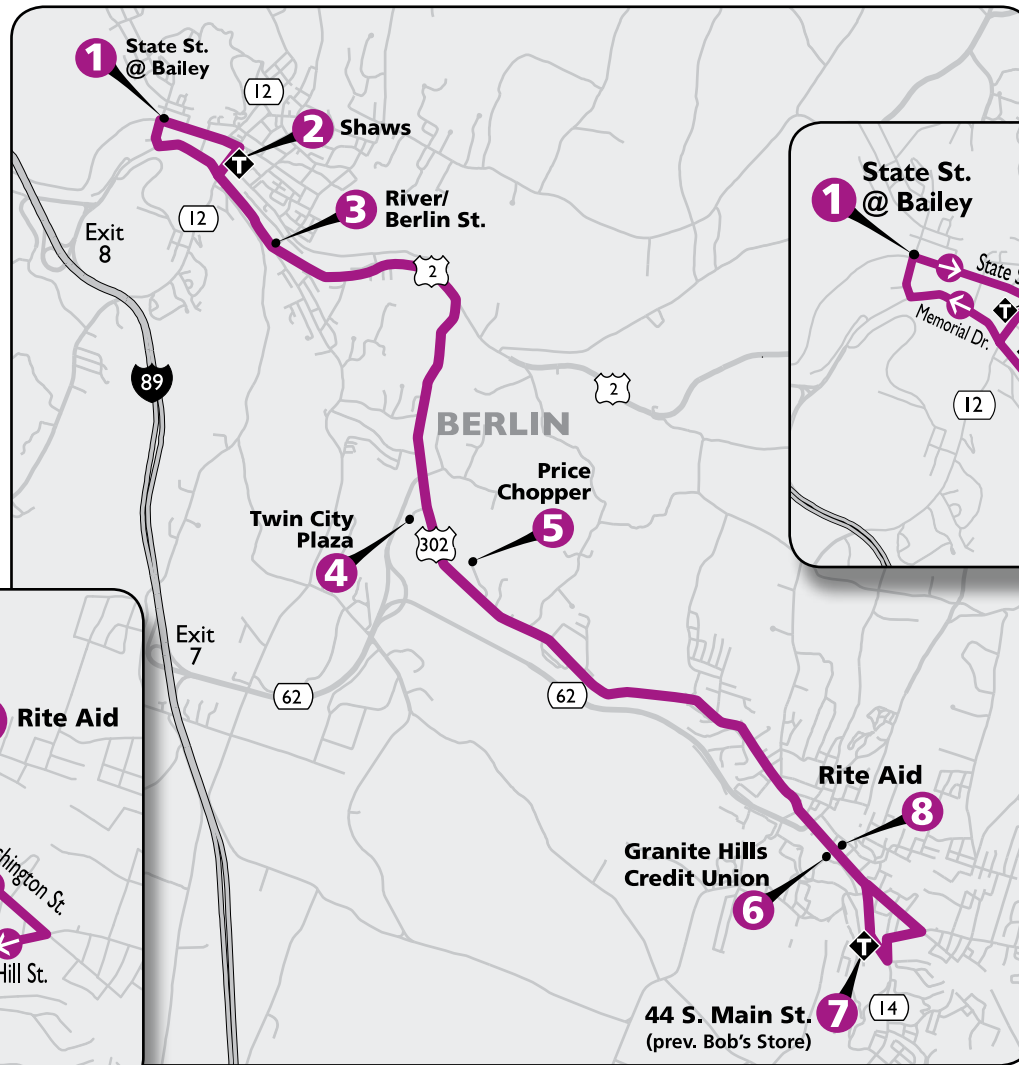 1
State St.
@ Bailey
12
2
Shaws
T
3
River/
Berlin St.
12
Exit
8
2
89
2
BERLIN
Price
Chopper
5
Twin City
Plaza
4
302
Exit
7
62
62
Rite Aid
8
Granite Hills
Credit Union
6
T
44 S. Main St.
(prev. Bob's Store)
7
14
1
State St.
@ Bailey
State S
T
Memorial Dr.
12
Rite Aid
shington St.
Hill St.